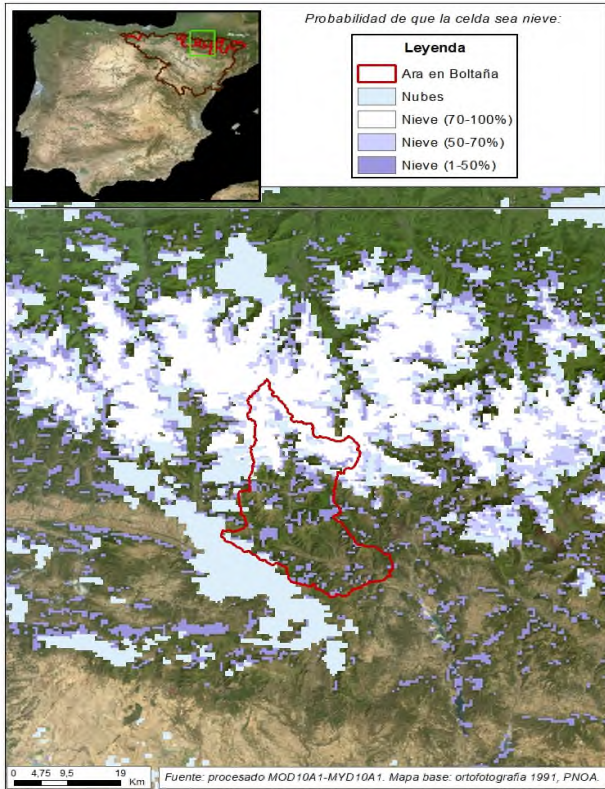 Probabilidad de que la celda sea nieve:
Leyenda
Ara en Boltaña
Nubes
Nieve (70-100%)
Nieve (50-70%)
Nieve (1-50%)
0 4,75 9,5 19
Km
Fuente: procesado MOD10A1-MYD10A1. Mapa base: ortofotografía 1991, PNOA.